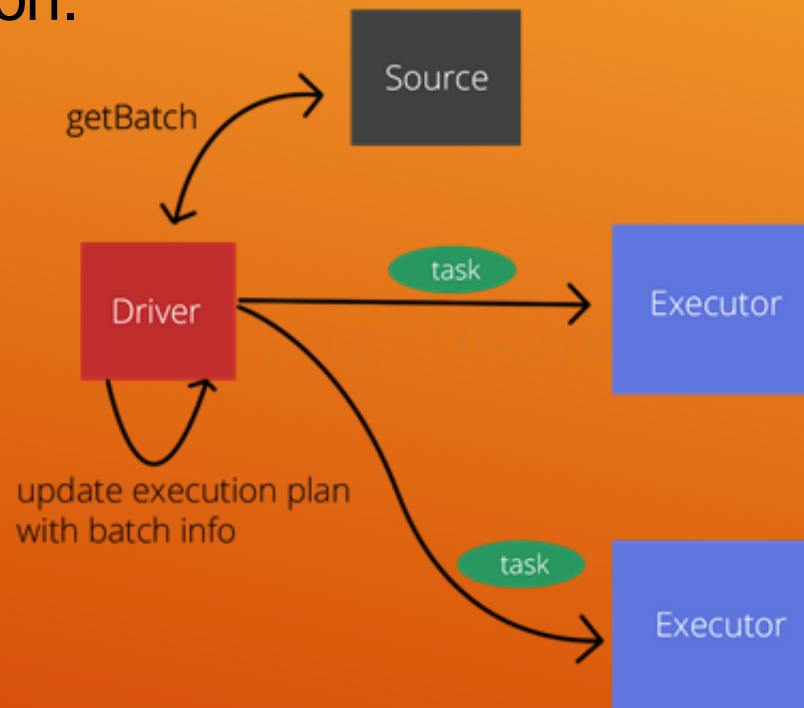 on.
Source
getBatch
task
Driver
Executor
update execution plan
with batch info
task
Executor